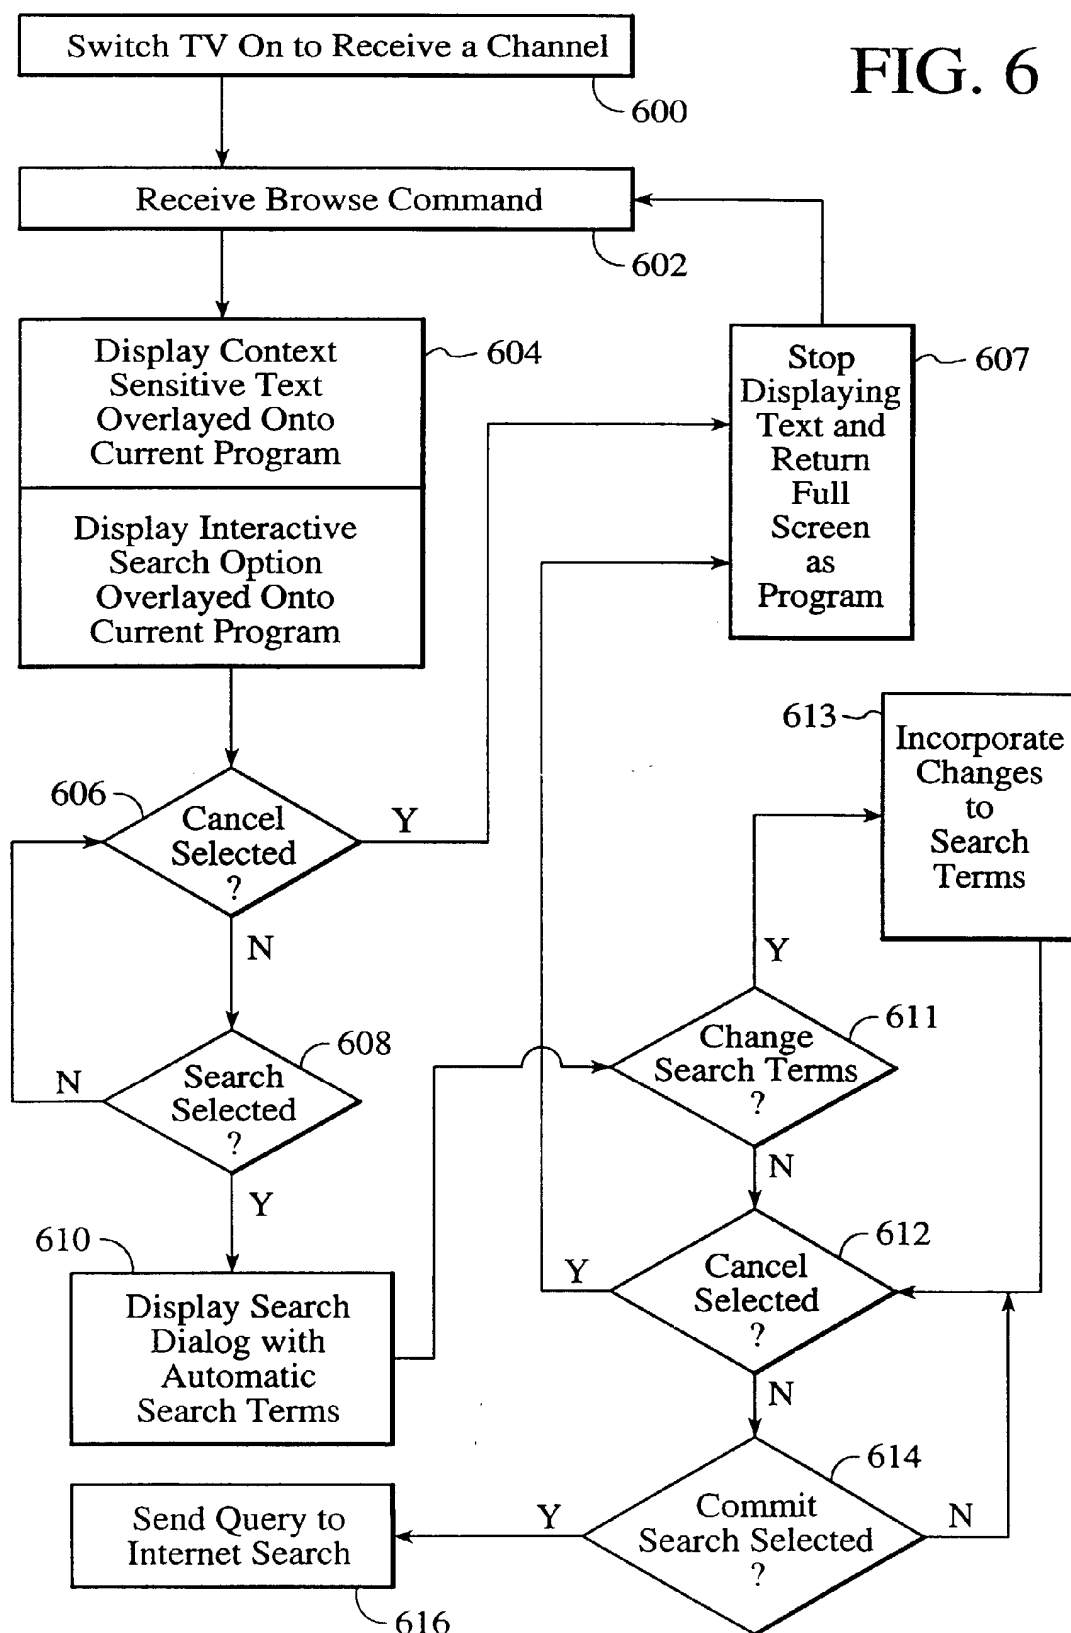 FIG. 6
Switch TV On to Receive a Channel
600
Receive Browse Command
602
Display Context
Sensitive Text
Overlayed Onto
Current Program
604
Display Interactive
Search Option
Overlayed Onto
Current Program
Stop
Displaying
Text and
Return
Full
Screen
as
Program
607
606
Cancel
Selected
?
Y
N
608
Search
Selected
?
N
Y
610
Display Search
Dialog with
Automatic
Search Terms
613
Incorporate
Changes
to
Search
Terms
Y
611
Change
Search Terms
?
N
612
Cancel
Selected
?
Y
N
614
Commit
Search Selected
?
N
Y
Send Query to
Internet Search
616